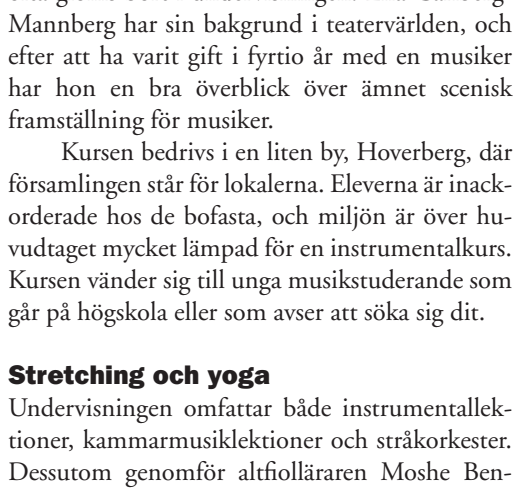 Mannberg har sin bakgrund i teatervärlden, och
efter att ha varit gift i fyrtio år med en musiker
har hon en bra överblick över ämnet scenisk
framställning för musiker.
Kursen bedrivs i en liten by, Hoverberg, där
församlingen står för lokalerna. Eleverna är inack-
orderade hos de bofasta, och miljön är över hu-
vudtaget mycket lämpad för en instrumentalkurs.
Kursen vänder sig till unga musikstuderande som
går på högskola eller som avser att söka sig dit.
Stretching och yoga
Undervisningen omfattar både instrumentallek-
tioner, kammarmusiklektioner och stråkorkester.
Dessutom genomför altfiolläraren Moshe Ben-